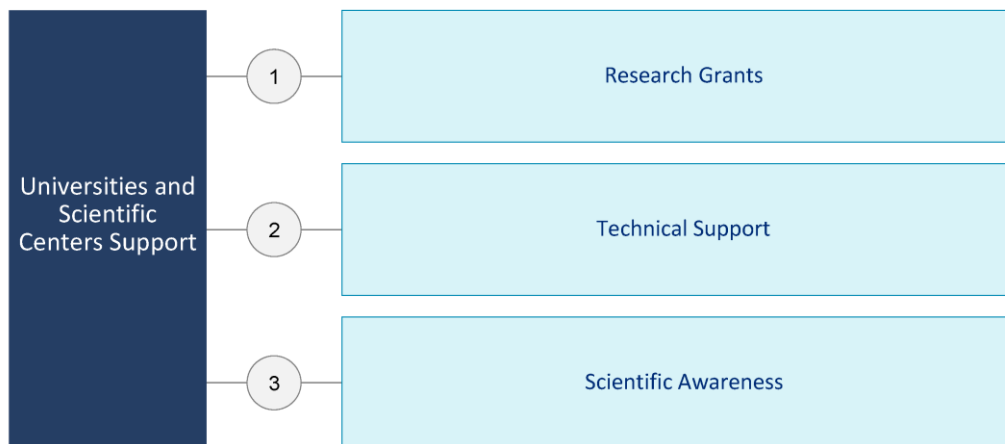 Universities and
Scientific
Centers Support
1
Research Grants
2
Technical Support
3
Scientific Awareness